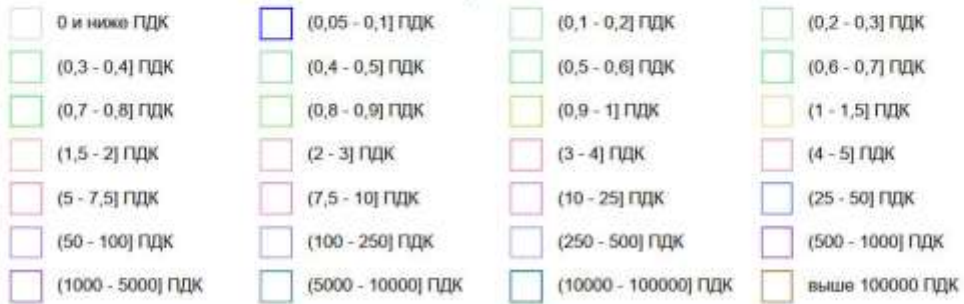 0 и ниже ПДК (0,05 - 0,1] ПДК (0,1 - 0,2] ПДК (0,2 - 0,3] ПДК
(0,3 - 0,4] ПДК (0,4 - 0,5] ПДК (0,5 - 0,6] ПДК (0,6 - 0,7] ПДК
(0,7 - 0,8] ПДК (0,8 - 0,9] ПДК (0,9 - 1] ПДК (1 - 1,5] ПДК
(1,5 - 2] ПДК (2 - 3] ПДК (3 - 4] ПДК (4 - 5] ПДК
(5 - 7,5] ПДК (7,5 - 10] ПДК (10 - 25] ПДК (25 - 50] ПДК
(50 - 100] ПДК (100 - 250] ПДК (250 - 500] ПДК (500 - 1000] ПДК
(1000 - 5000] ПДК (5000 - 10000] ПДК (10000 - 100000] ПДК выше 100000 ПДК